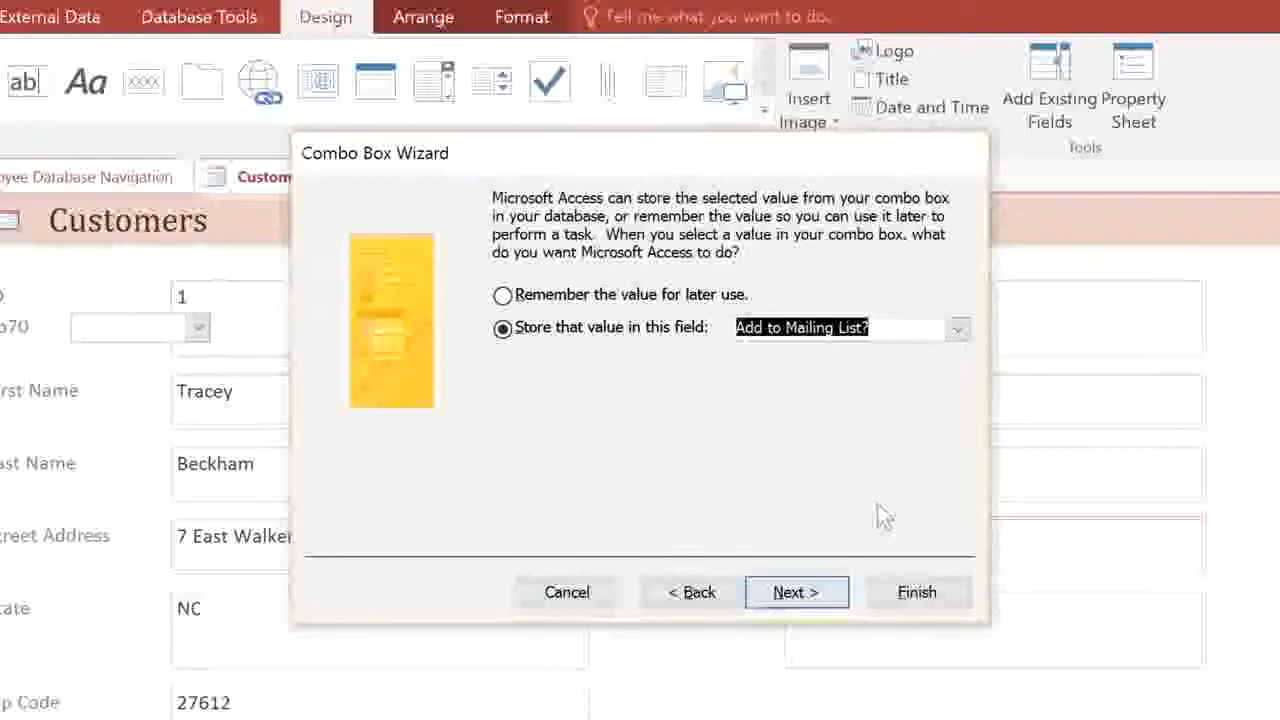 External Data Database Tools Design Arrange Format Tell me what you want to do.
ab Aa XXXX
Logo
Title
Date and Time
Insert
Image
Add Existing
Fields
Property
Sheet
Tools
yee Database Navigation
Custom
Customers
Combo Box Wizard
Microsoft Access can store the selected value from your combo box
in your database, or remember the value so you can use it later to
perform a task. When you select a value in your combo box, what
do you want Microsoft Access to do?
Remember the value for later use.
Store that value in this field: Add to Mailing List?
Cancel < Back Next > Finish
D 1
o70
irst Name Tracey
ast Name Beckham
treet Address 7 East Walker
tate NC
p Code 27612